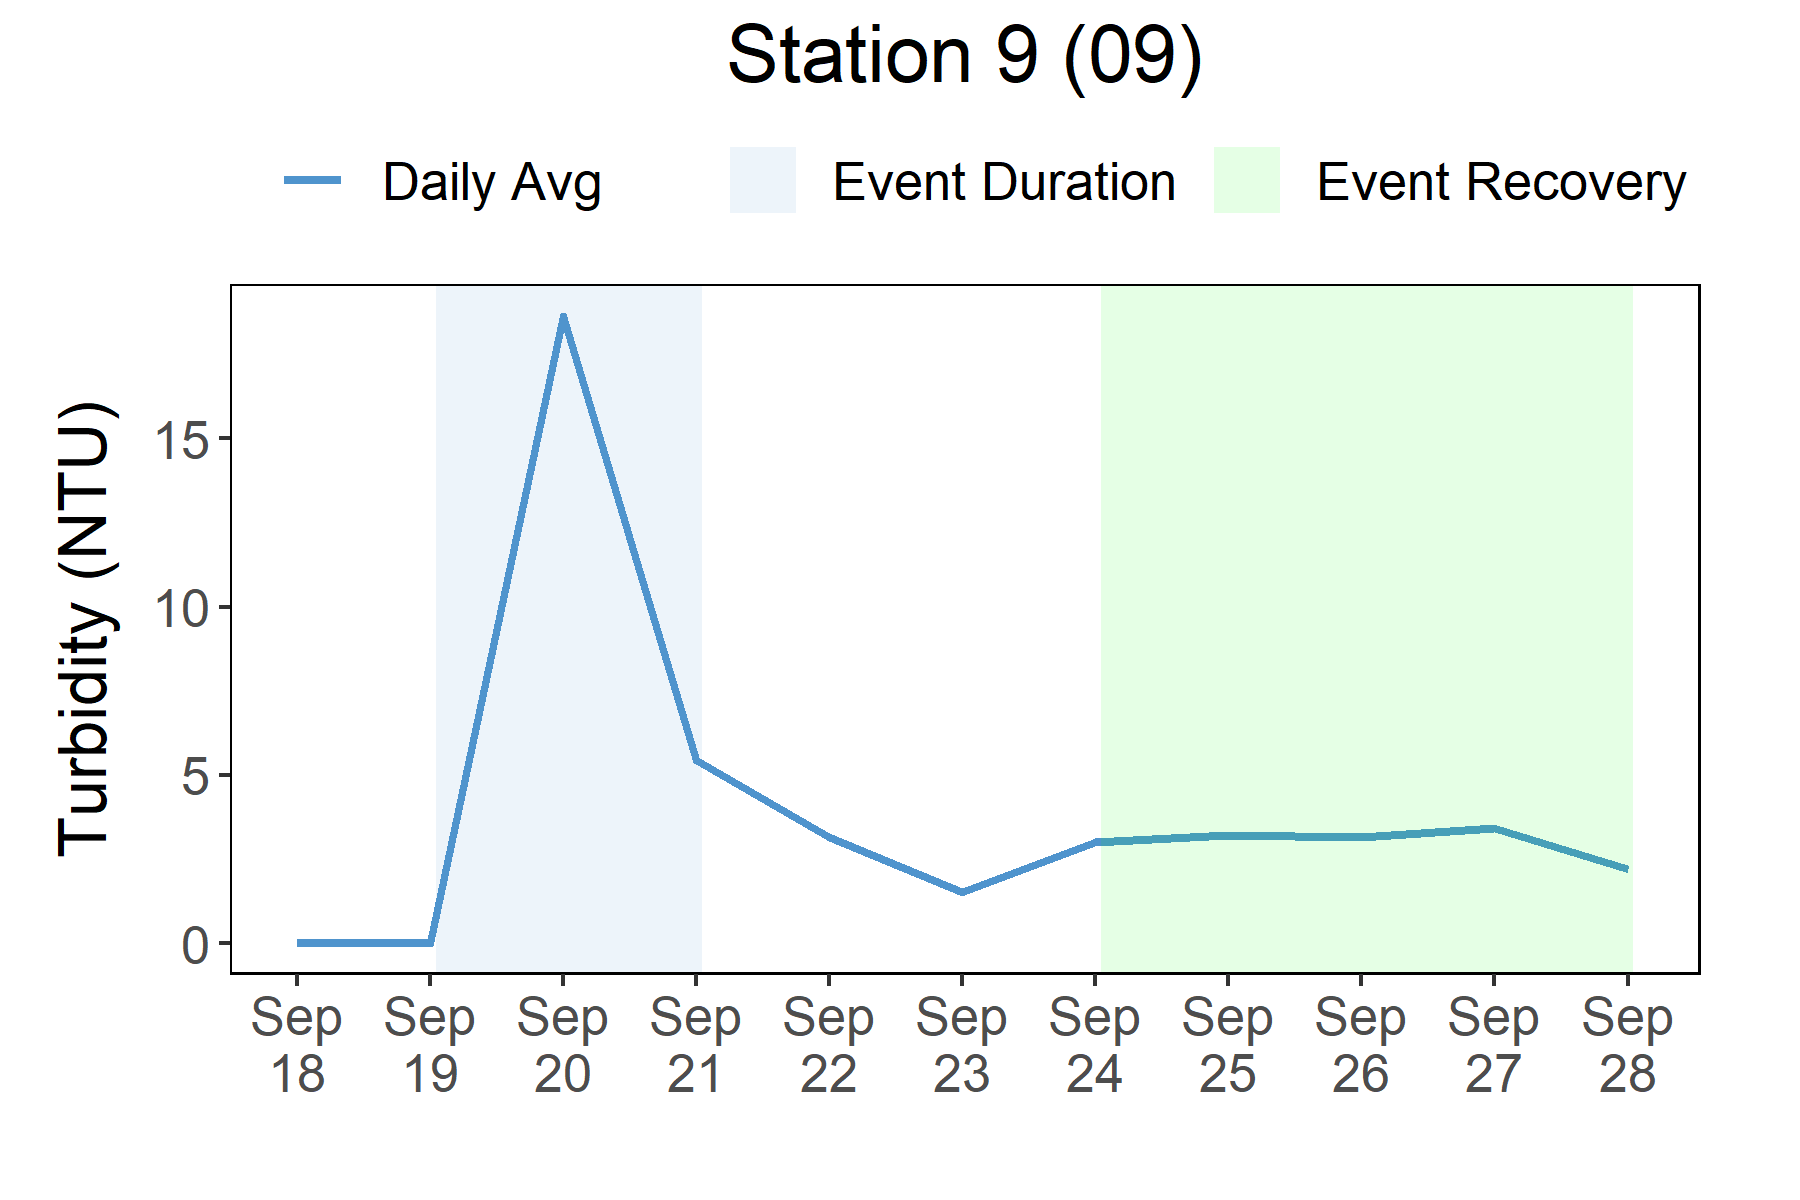 Station 9 (09)
Daily Avg Event Duration Event Recovery
Turbidity (NTU)
15
10
5
0
Sep Sep Sep Sep Sep Sep Sep Sep Sep Sep Sep
18 19 20 21 22 23 24 25 26 27 28